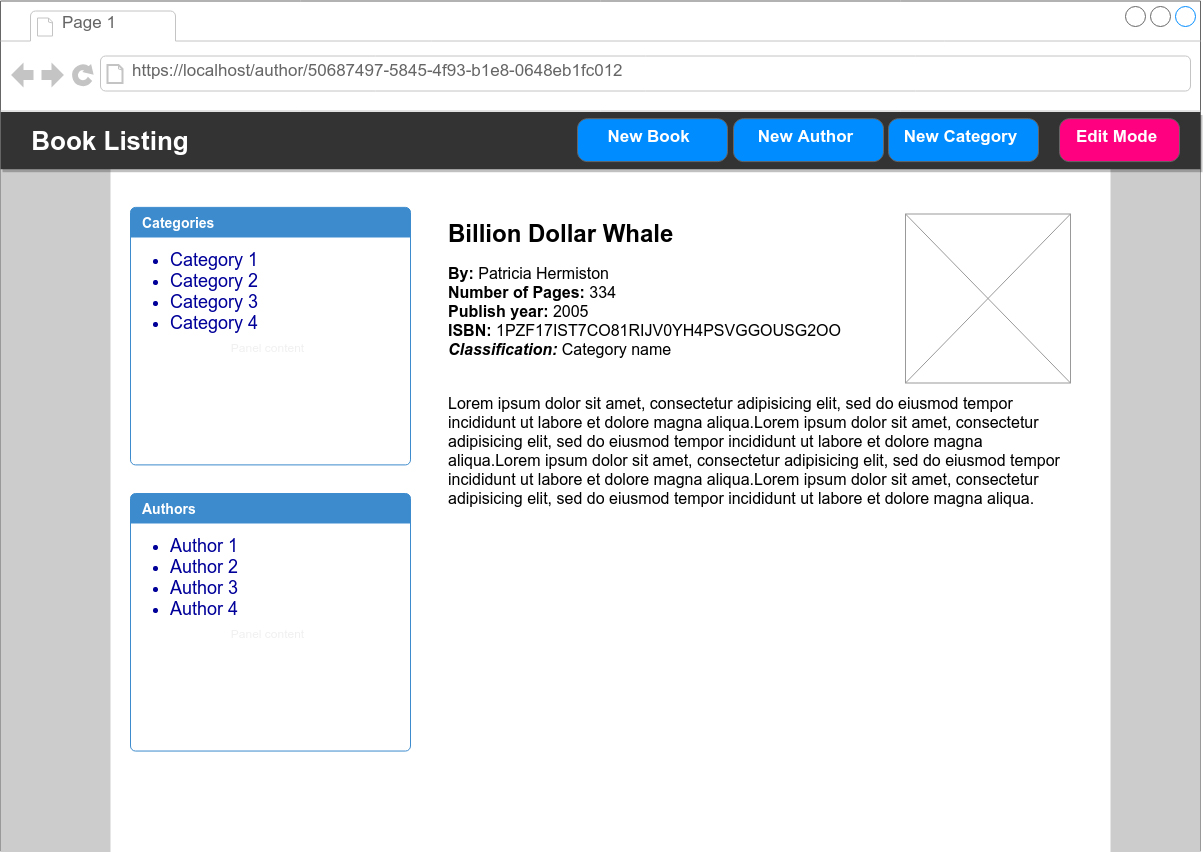 Page 1
https://localhost/author/50687497-5845-4f93-b1e8-0648eb1fc012
Book Listing
New Book
New Author
New Category
Edit Mode
Categories
Category 1
Category 2
Category 3
Category 4
Panel content
Authors
Author 1
Author 2
Author 3
Author 4
Panel content
Billion Dollar Whale
By: Patricia Hermiston
Number of Pages: 334
Publish year: 2005
ISBN: 1PZF17IST7CO81RIJV0YH4PSVGGOUSG2OO
Classification: Category name
Lorem ipsum dolor sit amet, consectetur adipisicing elit, sed do eiusmod tempor
incididunt ut labore et dolore magna aliqua.Lorem ipsum dolor sit amet, consectetur
adipisicing elit, sed do eiusmod tempor incididunt ut labore et dolore magna
aliqua.Lorem ipsum dolor sit amet, consectetur adipisicing elit, sed do eiusmod tempor
incididunt ut labore et dolore magna aliqua.Lorem ipsum dolor sit amet, consectetur
adipisicing elit, sed do eiusmod tempor incididunt ut labore et dolore magna aliqua.